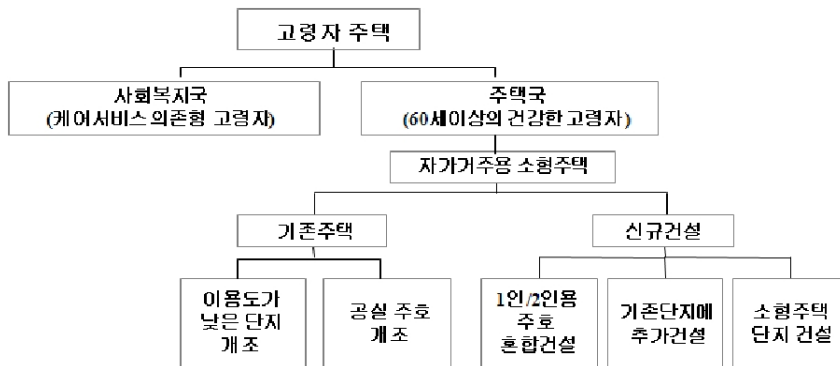 고령자 주택
사회복지국
(케어서비스 의존형 고령자)
주택국
(60세이상의 건강한 고령자)
자가거주용 소형주택
기존주택
신규건설
이용도가
낮은 단지
개조
공실 주호
개조
1인/2인용
주호
혼합건설
기존단지에
추가건설
소형주택
단지 건설